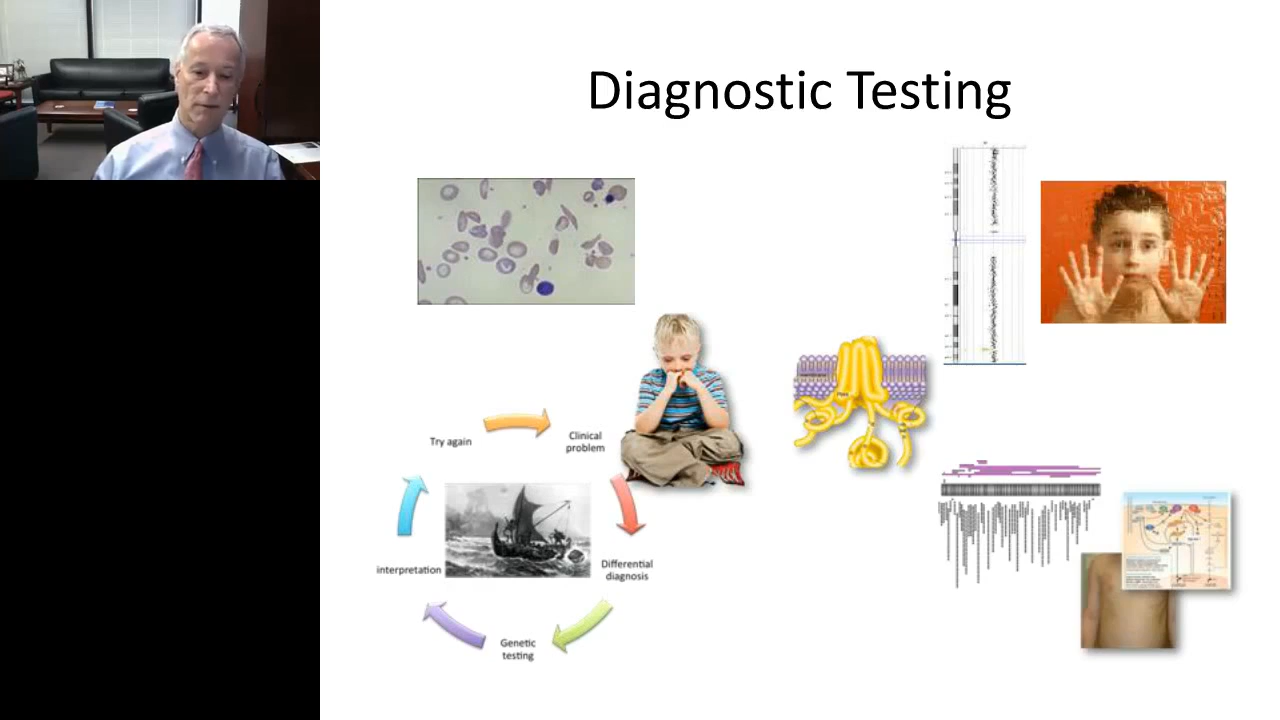 Diagnostic Testing
Try again
Clinical
problem
interpretation
Differential
diagnosis
Genetic
testing